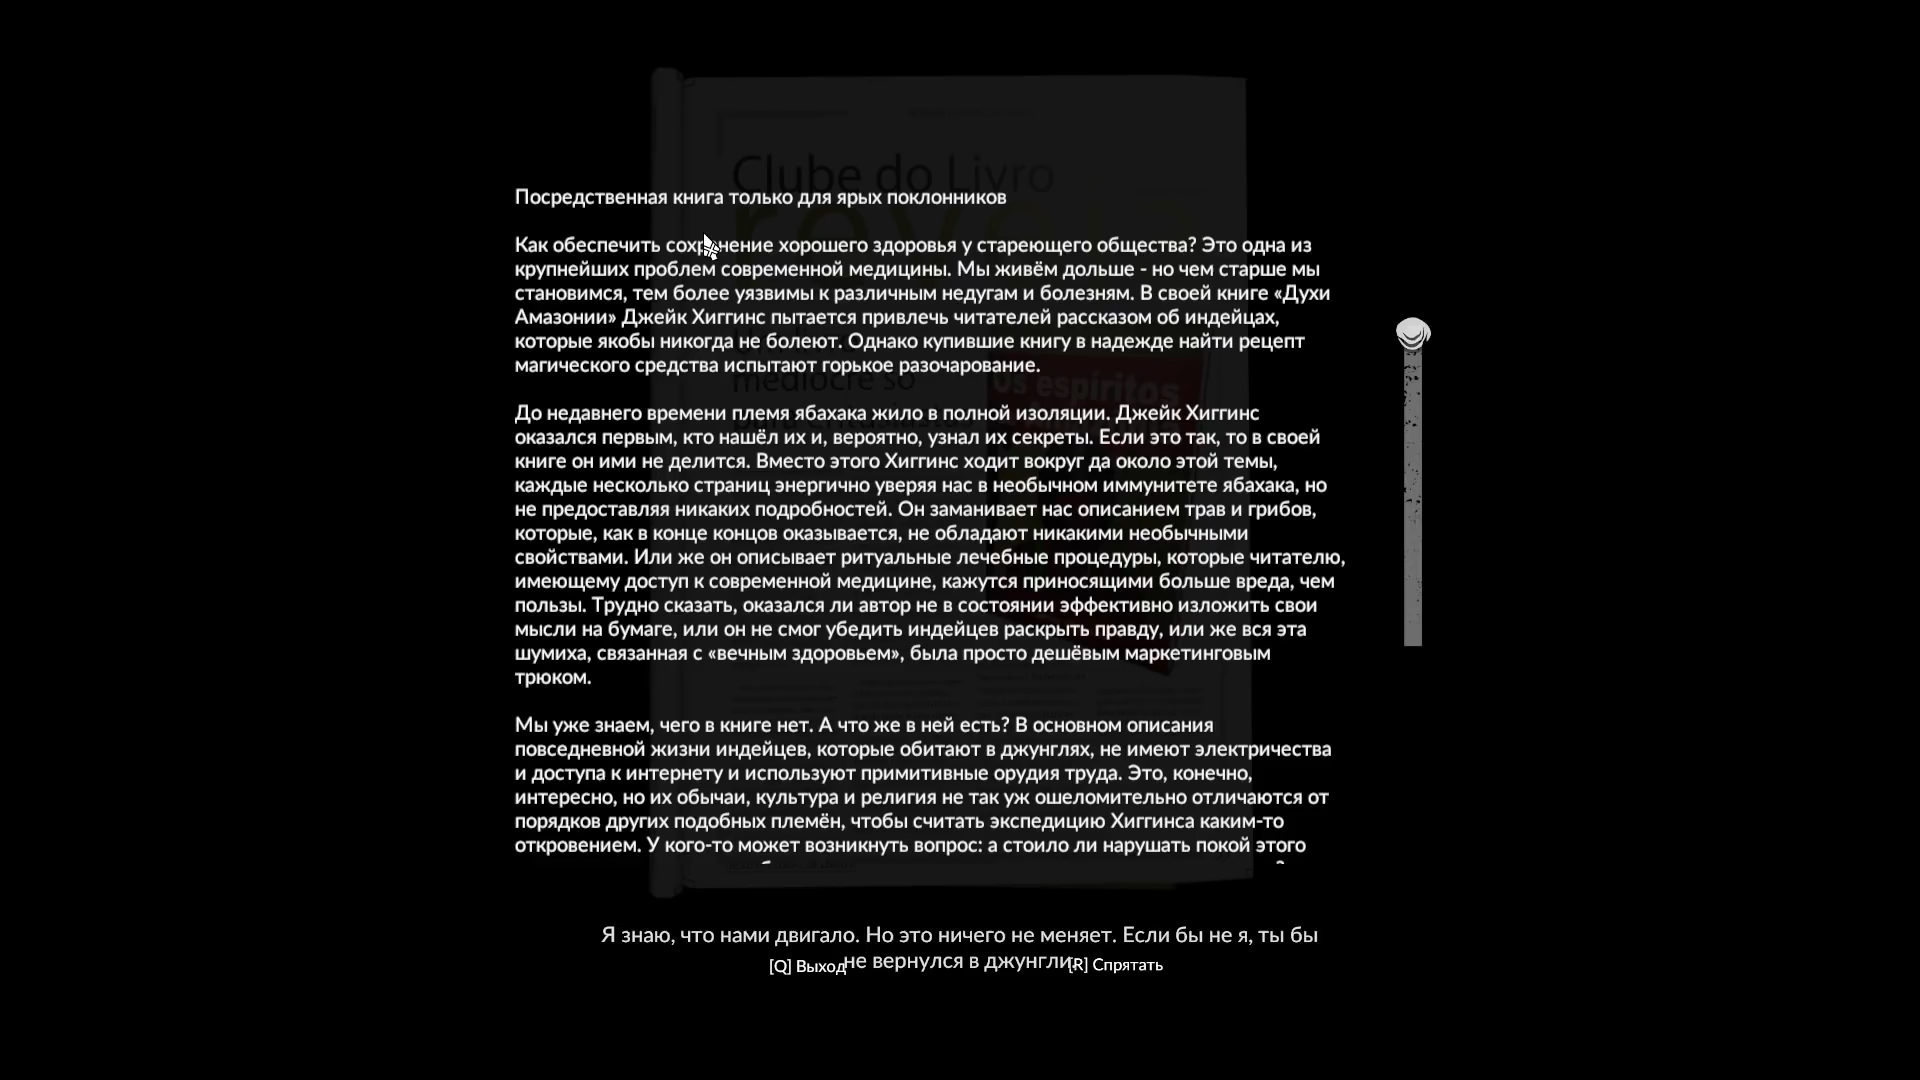 Clube do Livro
Посредственная книга только для ярых поклонников
Как обеспечить сохранение хорошего здоровья у стареющего общества? Это одна из
крупнейших проблем современной медицины. Мы живём дольше - но чем старше мы
становимся, тем более уязвимы к различным недугам и болезням. В своей книге «Духи
Амазонии» Джейк Хиггинс пытается привлечь читателей рассказом об индейцах,
которые якобы никогда не болеют. Однако купившие книгу в надежде найти рецепт
магического средства испытают горькое разочарование.
medíocre só
Os espíritos
До недавнего времени племя ябахака жило в полной изоляции. Джейк Хиггинс
оказался первым, кто нашёл их и, вероятно, узнал их секреты. Если это так, то в своей
книге он ими не делится. Вместо этого Хиггинс ходит вокруг да около этой темы,
каждые несколько страниц энергично уверяя нас в необычном иммунитете ябахака, но
не предоставляя никаких подробностей. Он заманивает нас описанием трав и грибов,
которые, как в конце концов оказывается, не обладают никакими необычными
свойствами. Или же он описывает ритуальные лечебные процедуры, которые читателю,
имеющему доступ к современной медицине, кажутся приносящими больше вреда, чем
пользы. Трудно сказать, оказался ли автор не в состоянии эффективно изложить свои
мысли на бумаге, или он не смог убедить индейцев раскрыть правду, или же вся эта
шумиха, связанная с «вечным здоровьем», была просто дешёвым маркетинговым
трюком.
Мы уже знаем, чего в книге нет. А что же в ней есть? В основном описания
повседневной жизни индейцев, которые обитают в джунглях, не имеют электричества
и доступа к интернету и используют примитивные орудия труда. Это, конечно,
интересно, но их обычаи, культура и религия не так уж ошеломительно отличаются от
порядков других подобных племён, чтобы считать экспедицию Хиггинса каким-то
откровением. У кого-то может возникнуть вопрос: а стоило ли нарушать покой этого
Я знаю, что нами двигало. Но это ничего не меняет. Если бы не я, ты бы
не вернулся в джунгли.
[Q] Выход [R] Спрятать